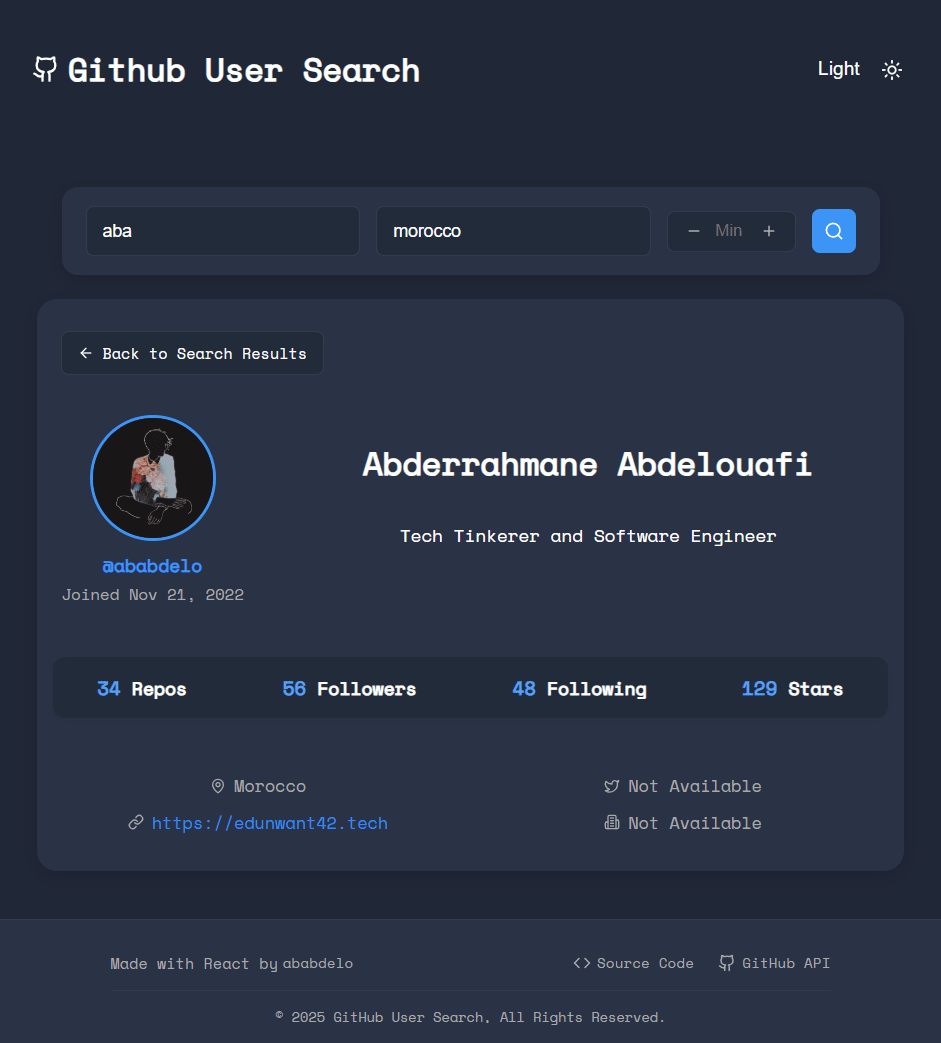 Github User Search
Light
aba
morocco
Min
Back to Search Results
Abderrahmane Abdelouafi
Tech Tinkerer and Software Engineer
@ababdelo
Joined Nov 21, 2022
34 Repos
56 Followers
48 Following
129 Stars
Morocco
Not Available
https://edunwant42.tech
Not Available
Made with React by ababdelo
Source Code
GitHub API
© 2025 GitHub User Search, All Rights Reserved.